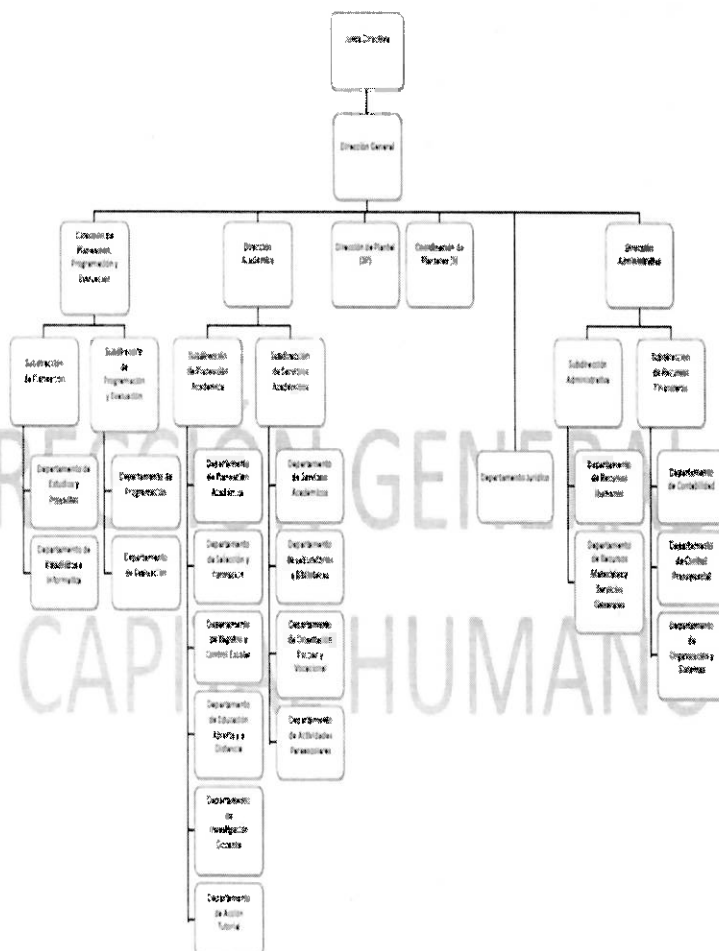 Junta Directiva
Dirección General
Dirección de
Planeación,
Programación y
Evaluación
Dirección
Académica
Dirección de Plantel
Coordinación de
Dirección
Administrativa
Subdirección
de Planeación
de
Programación
y Evaluación
Subdirección
de Planeación
Académica
Subdirección
de Servicios
Académicos
Subdirección
Administrativa
Subdirección
de Recursos
Financieros
Departamento de
Estudios y
Proyectos
Departamento de
Programación
Departamento
de Planeación
Académica
Departamento
de Servicios
Académicos
Departamento Jurídico
Departamento
de Recursos
Humanos
Departamento
de Contabilidad
Departamento de
Estadística e
Informática
Departamento
de Evaluación
Departamento
de Selección y
Formación
Departamento
de Laboratorios
y Bibliotecas
Departamento
de Recursos
Materiales y
Servicios
Generales
Departamento
de Control
Presupuestal
Departamento
de Registro y
Control Escolar
Departamento
de Orientación
Escolar y
Vocacional
Departamento
de
Organización y
Sistemas
Departamento
de Educación
Abierta y a
Distancia
Departamento
de Actividades
Paraescolares
Departamento
de
Investigación
Docente
Departamento
de Acción
Tutorial
GENERAL
HUMANO